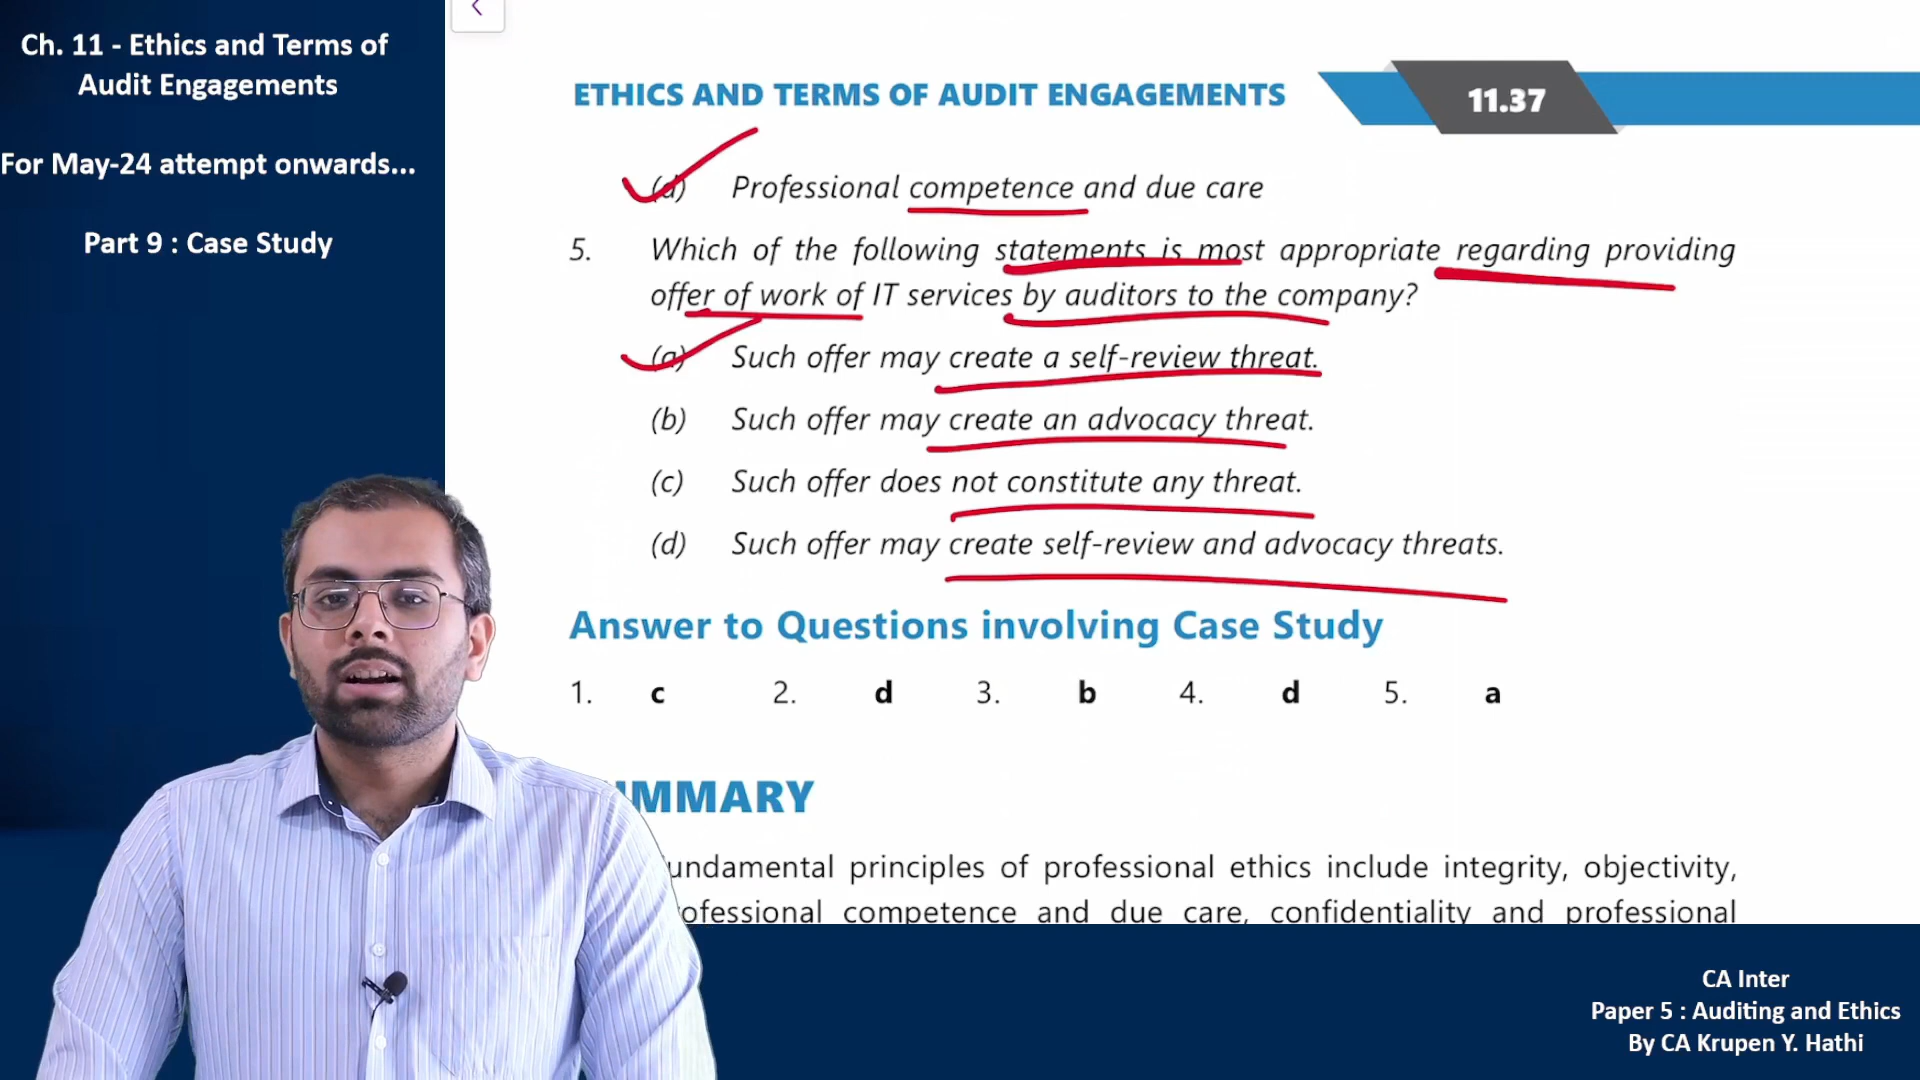 Ch. 11 - Ethics and Terms of
Audit Engagements
For May-24 attempt onwards...
Part 9 : Case Study
ETHICS AND TERMS OF AUDIT ENGAGEMENTS
11.37
(d) Professional competence and due care
5. Which of the following statements is most appropriate regarding providing
offer of work of IT services by auditors to the company?
(a) Such offer may create a self-review threat.
(b) Such offer may create an advocacy threat.
(c) Such offer does not constitute any threat.
(d) Such offer may create self-review and advocacy threats.
Answer to Questions involving Case Study
1. c 2. d 3. b 4. d 5. a
MMARY
undamental principles of professional ethics include integrity, objectivity,
ofessional competence and due care, confidentiality and professional
CA Inter
Paper 5 : Auditing and Ethics
By CA Krupen Y. Hathi